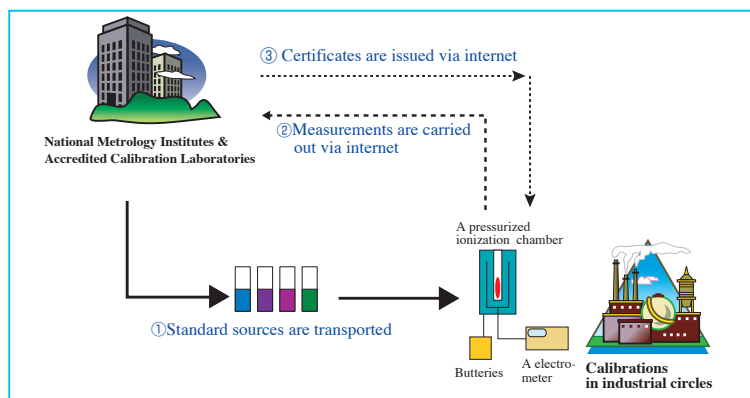 ③ Certificates are issued via internet
②Measurements are carried
out via internet
National Metrology Institutes &
Accredited Calibration Laboratories
A pressurized
ionization chamber
①Standard sources are transported
Butteries
A electro-
meter
Calibrations
in industrial circles